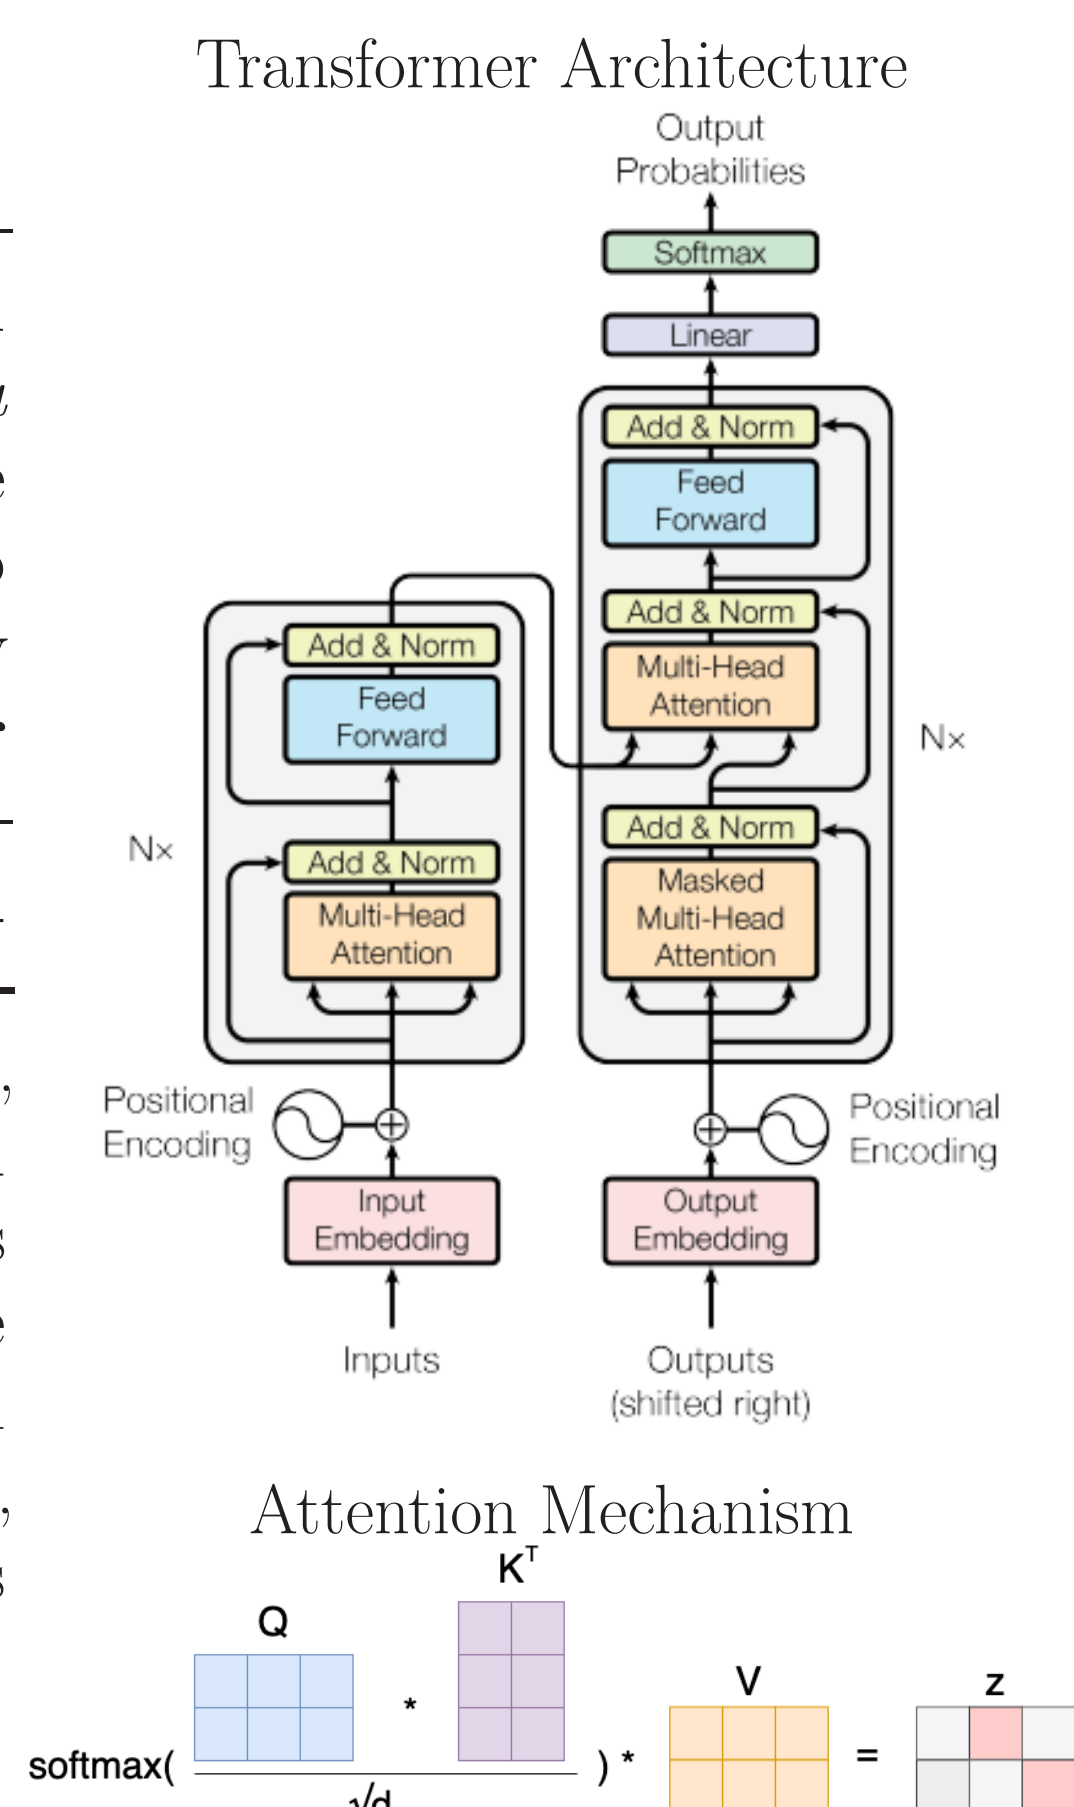 Transformer Architecture
Output
Probabilities
Softmax
Linear
Add & Norm
Feed
Forward
Add & Norm
Multi-Head
Attention
Nx
Add & Norm
Masked
Multi-Head
Attention
Add & Norm
Feed
Forward
Nx
Add & Norm
Multi-Head
Attention
Positional
Encoding
Positional
Encoding
Input
Embedding
Output
Embedding
Inputs
Outputs
(shifted right)
Attention Mechanism
Q
K^T
V
z
softmax(
*
) *
=
√d